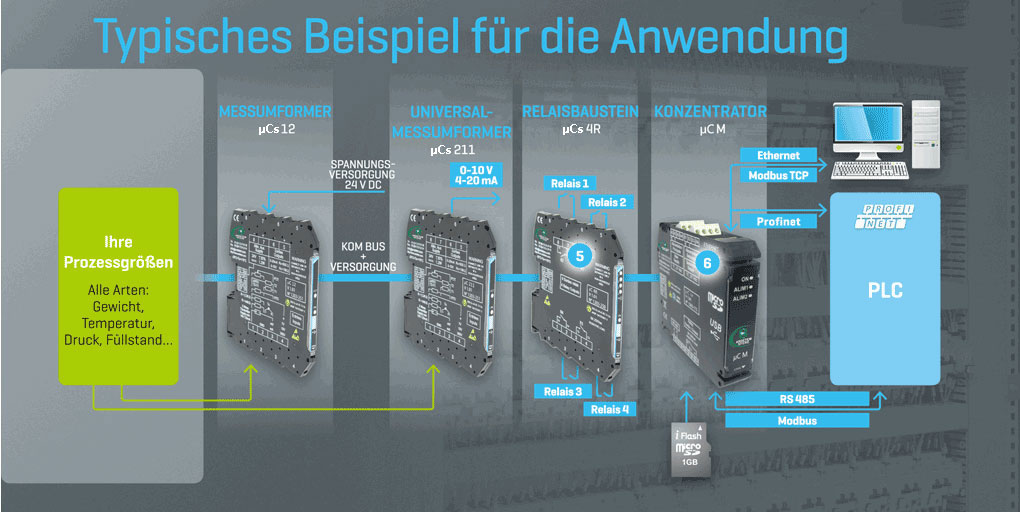 Typisches Beispiel für die Anwendung
MESSUMFORMER
µCs 12
UNIVERSAL-
MESSUMFORMER
µCs 211
RELAISBAUSTEIN
µCs 4R
KONZENTRATOR
µC M
SPANNUNGS-
VERSORGUNG
24 V DC
0-10 V
4-20 mA
Relais 1
Relais 2
Ethernet
Modbus TCP
Profinet
PROFI
NET
Ihre
Prozessgrößen
Alle Arten:
Gewicht,
Temperatur,
Druck, Füllstand...
KOM BUS
+
VERSORGUNG
5
6
ON
ALIM1
ALIM2
micro
USB
µC M
PLC
Relais 3
Relais 4
RS 485
Modbus
i Flash
micro
SD
1GB